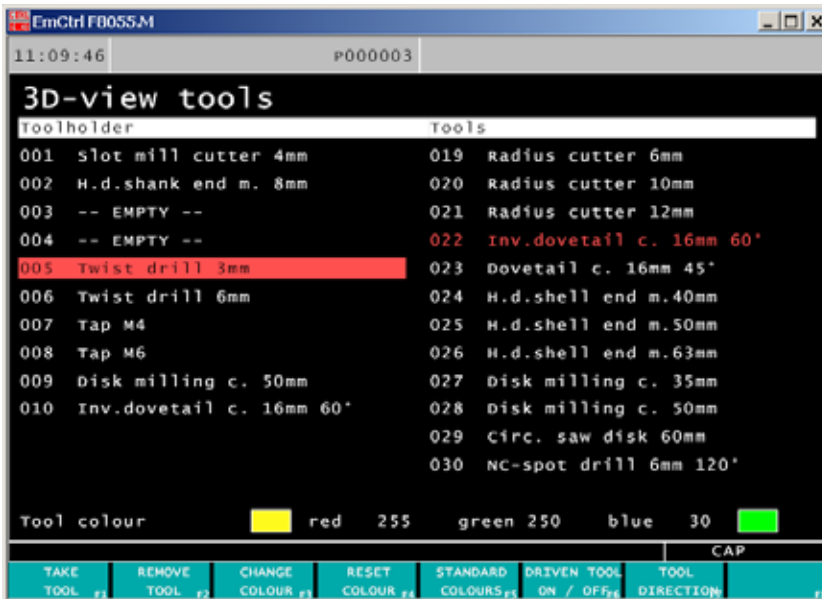 EmCtrl F8055.M
11:09:46 P000003
3D-view tools
Toolholder Tools
001 Slot mill cutter 4mm 019 Radius cutter 6mm
002 H.d.shank end m. 8mm 020 Radius cutter 10mm
003 -- EMPTY -- 021 Radius cutter 12mm
004 -- EMPTY -- 022 Inv.dovetail c. 16mm 60°
005 Twist drill 3mm 023 Dovetail c. 16mm 45°
006 Twist drill 6mm 024 H.d.shell end m.40mm
007 Tap M4 025 H.d.shell end m.50mm
008 Tap M6 026 H.d.shell end m.63mm
009 Disk milling c. 50mm 027 Disk milling c. 35mm
010 Inv.dovetail c. 16mm 60° 028 Disk milling c. 50mm
029 Circ. saw disk 60mm
030 NC-spot drill 6mm 120°
Tool colour red 255 green 250 blue 30
CAP
TAKE REMOVE CHANGE RESET STANDARD DRIVEN TOOL TOOL
TOOL F1 TOOL F2 COLOUR F3 COLOUR F4 COLOURS F5 ON / OFF F6 DIRECTION